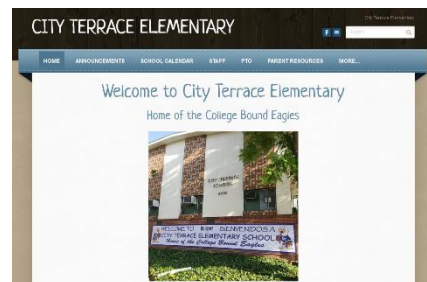 CITY TERRACE ELEMENTARY
City Terrace Elementary
Search
HOME ANNOUNCEMENTS SCHOOL CALENDAR STAFF PTO PARENT RESOURCES MORE...
Welcome to City Terrace Elementary
Home of the College Bound Eagles
CITY TERRACE
SCHOOL
WELCOME TO BIENVENIDOS A
CITY TERRACE ELEMENTARY SCHOOL
Home of the College Bound Eagles